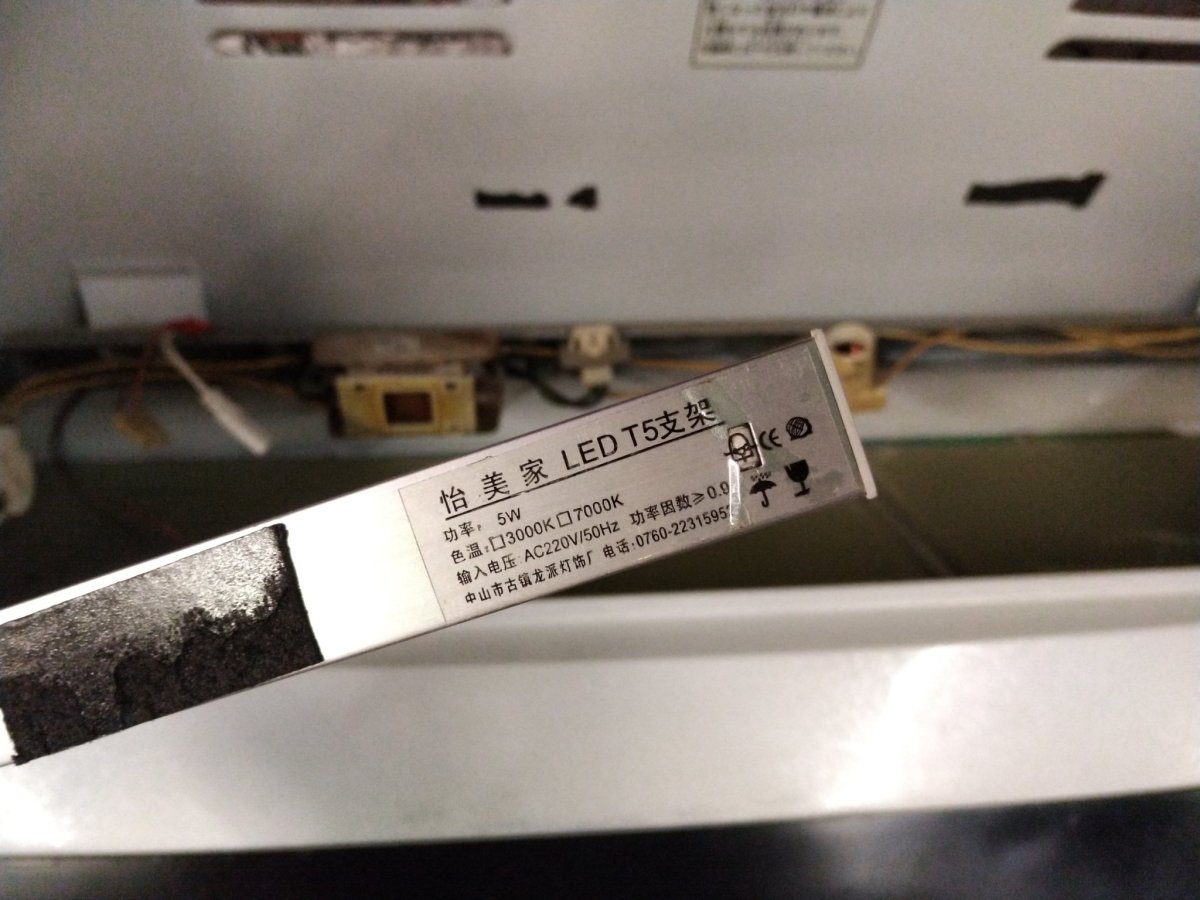 怡美家 LED T5支架
功率: 5W
色温: □3000K□7000K 功率因数≥0.9
输入电压: AC220V/50Hz
中山市古镇龙派灯饰厂 电话:0760-2231595
CE